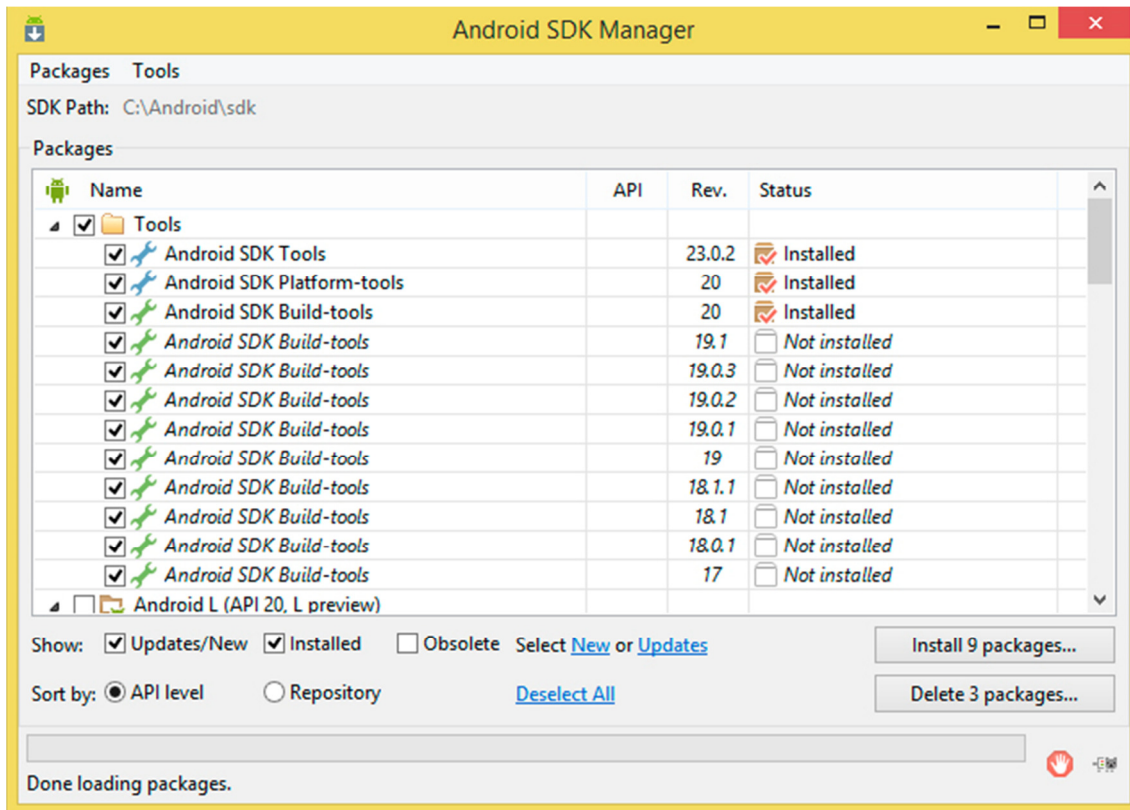 Android SDK Manager
Packages Tools
SDK Path: C:\Android\sdk
Packages
Name API Rev. Status
Tools
Android SDK Tools 23.0.2 Installed
Android SDK Platform-tools 20 Installed
Android SDK Build-tools 20 Installed
Android SDK Build-tools 19.1 Not installed
Android SDK Build-tools 19.0.3 Not installed
Android SDK Build-tools 19.0.2 Not installed
Android SDK Build-tools 19.0.1 Not installed
Android SDK Build-tools 19 Not installed
Android SDK Build-tools 18.1.1 Not installed
Android SDK Build-tools 18.1 Not installed
Android SDK Build-tools 18.0.1 Not installed
Android SDK Build-tools 17 Not installed
Android L (API 20, L preview)
Show: Updates/New Installed Obsolete Select New or Updates Install 9 packages...
Sort by: API level Repository Deselect All Delete 3 packages...
Done loading packages.